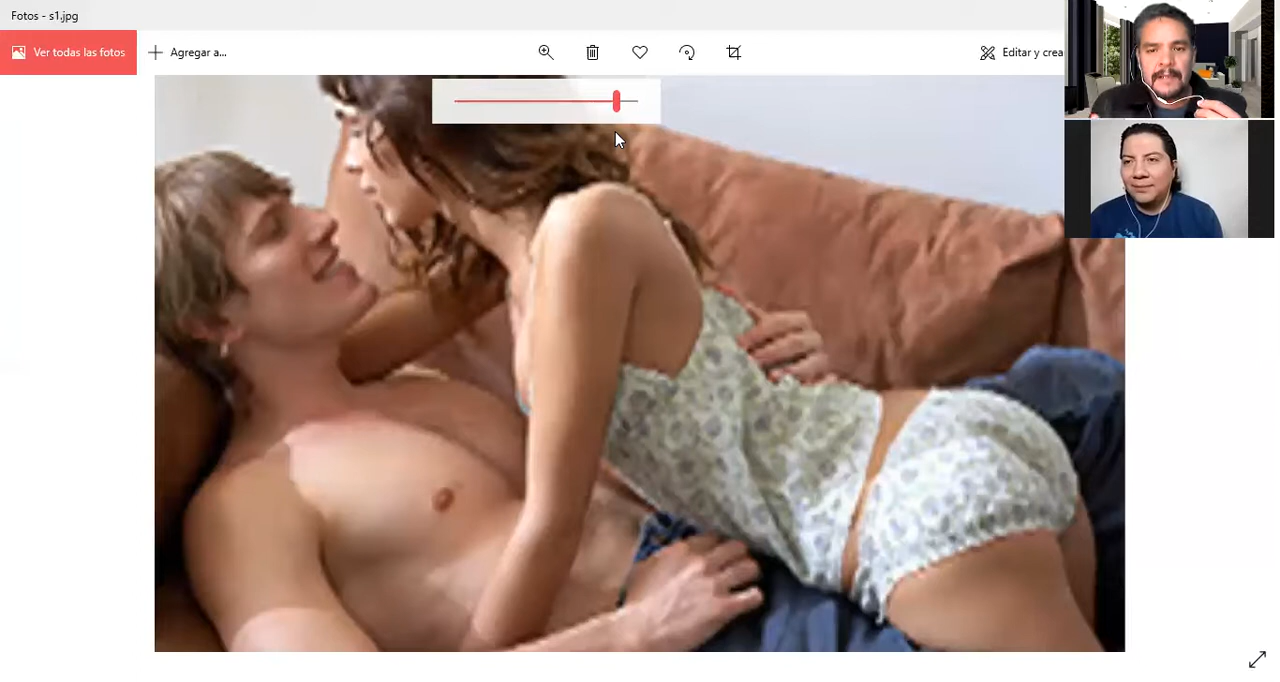 Fotos - s1.jpg
Ver todas las fotos
Agregar a...
Editar y crea